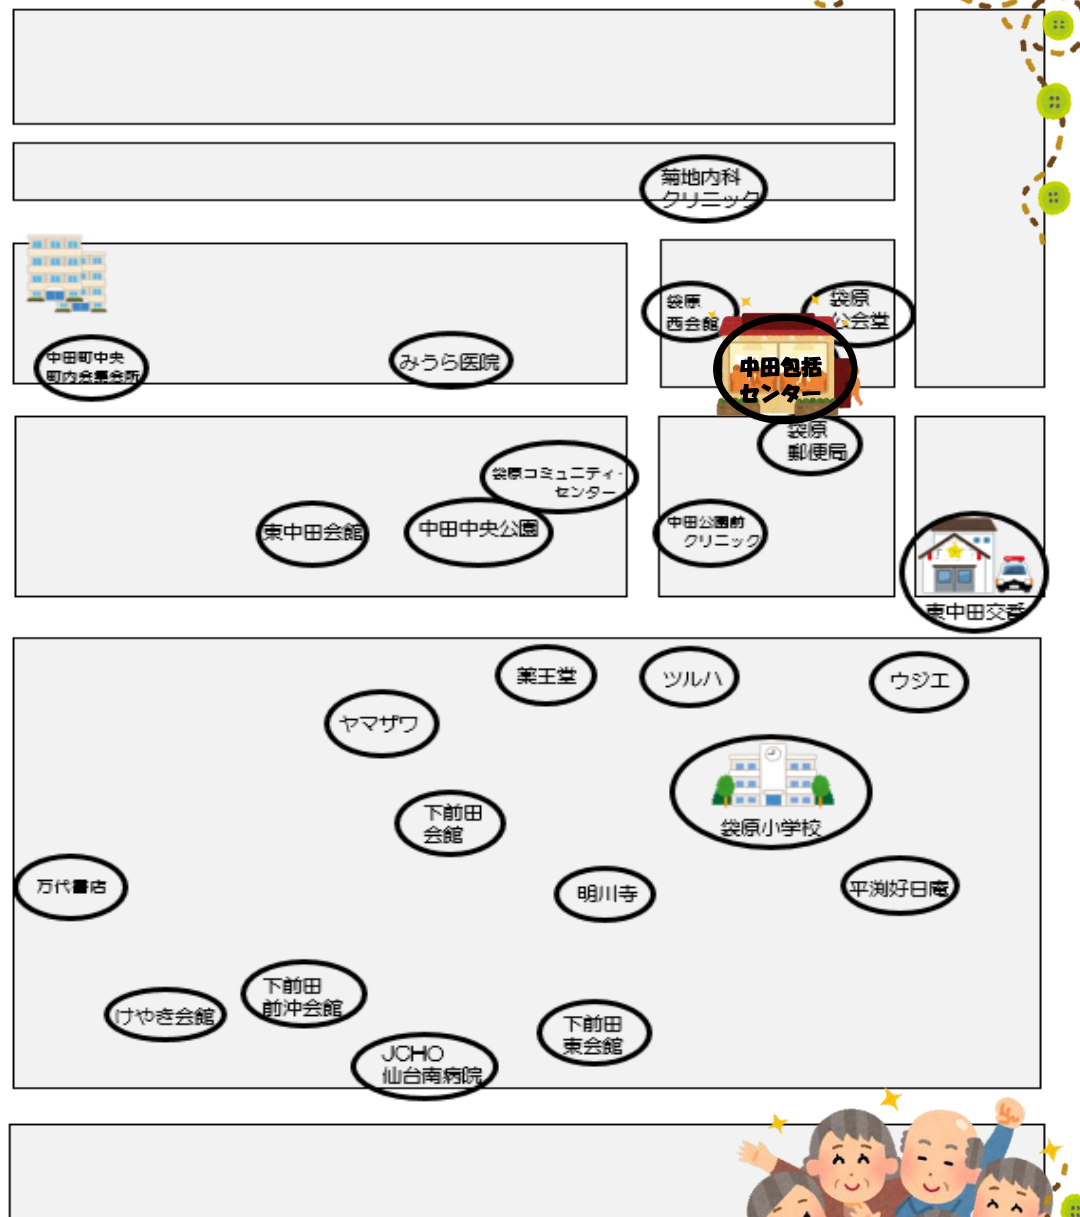 菊地内科
クリニック
袋原
西会館
袋原
公会堂
中田町中央
町内会集会所
みうら医院
中田包括
センター
袋原
郵便局
袋原コミュニティ・
センター
東中田会館
中田中央公園
中田公園前
クリニック
東中田交番
薬王堂
ツルハ
ウジエ
ヤマザワ
下前田
会館
袋原小学校
万代書店
明川寺
平渕好日庵
けやき会館
下前田
前沖会館
下前田
東会館
JCHO
仙台南病院